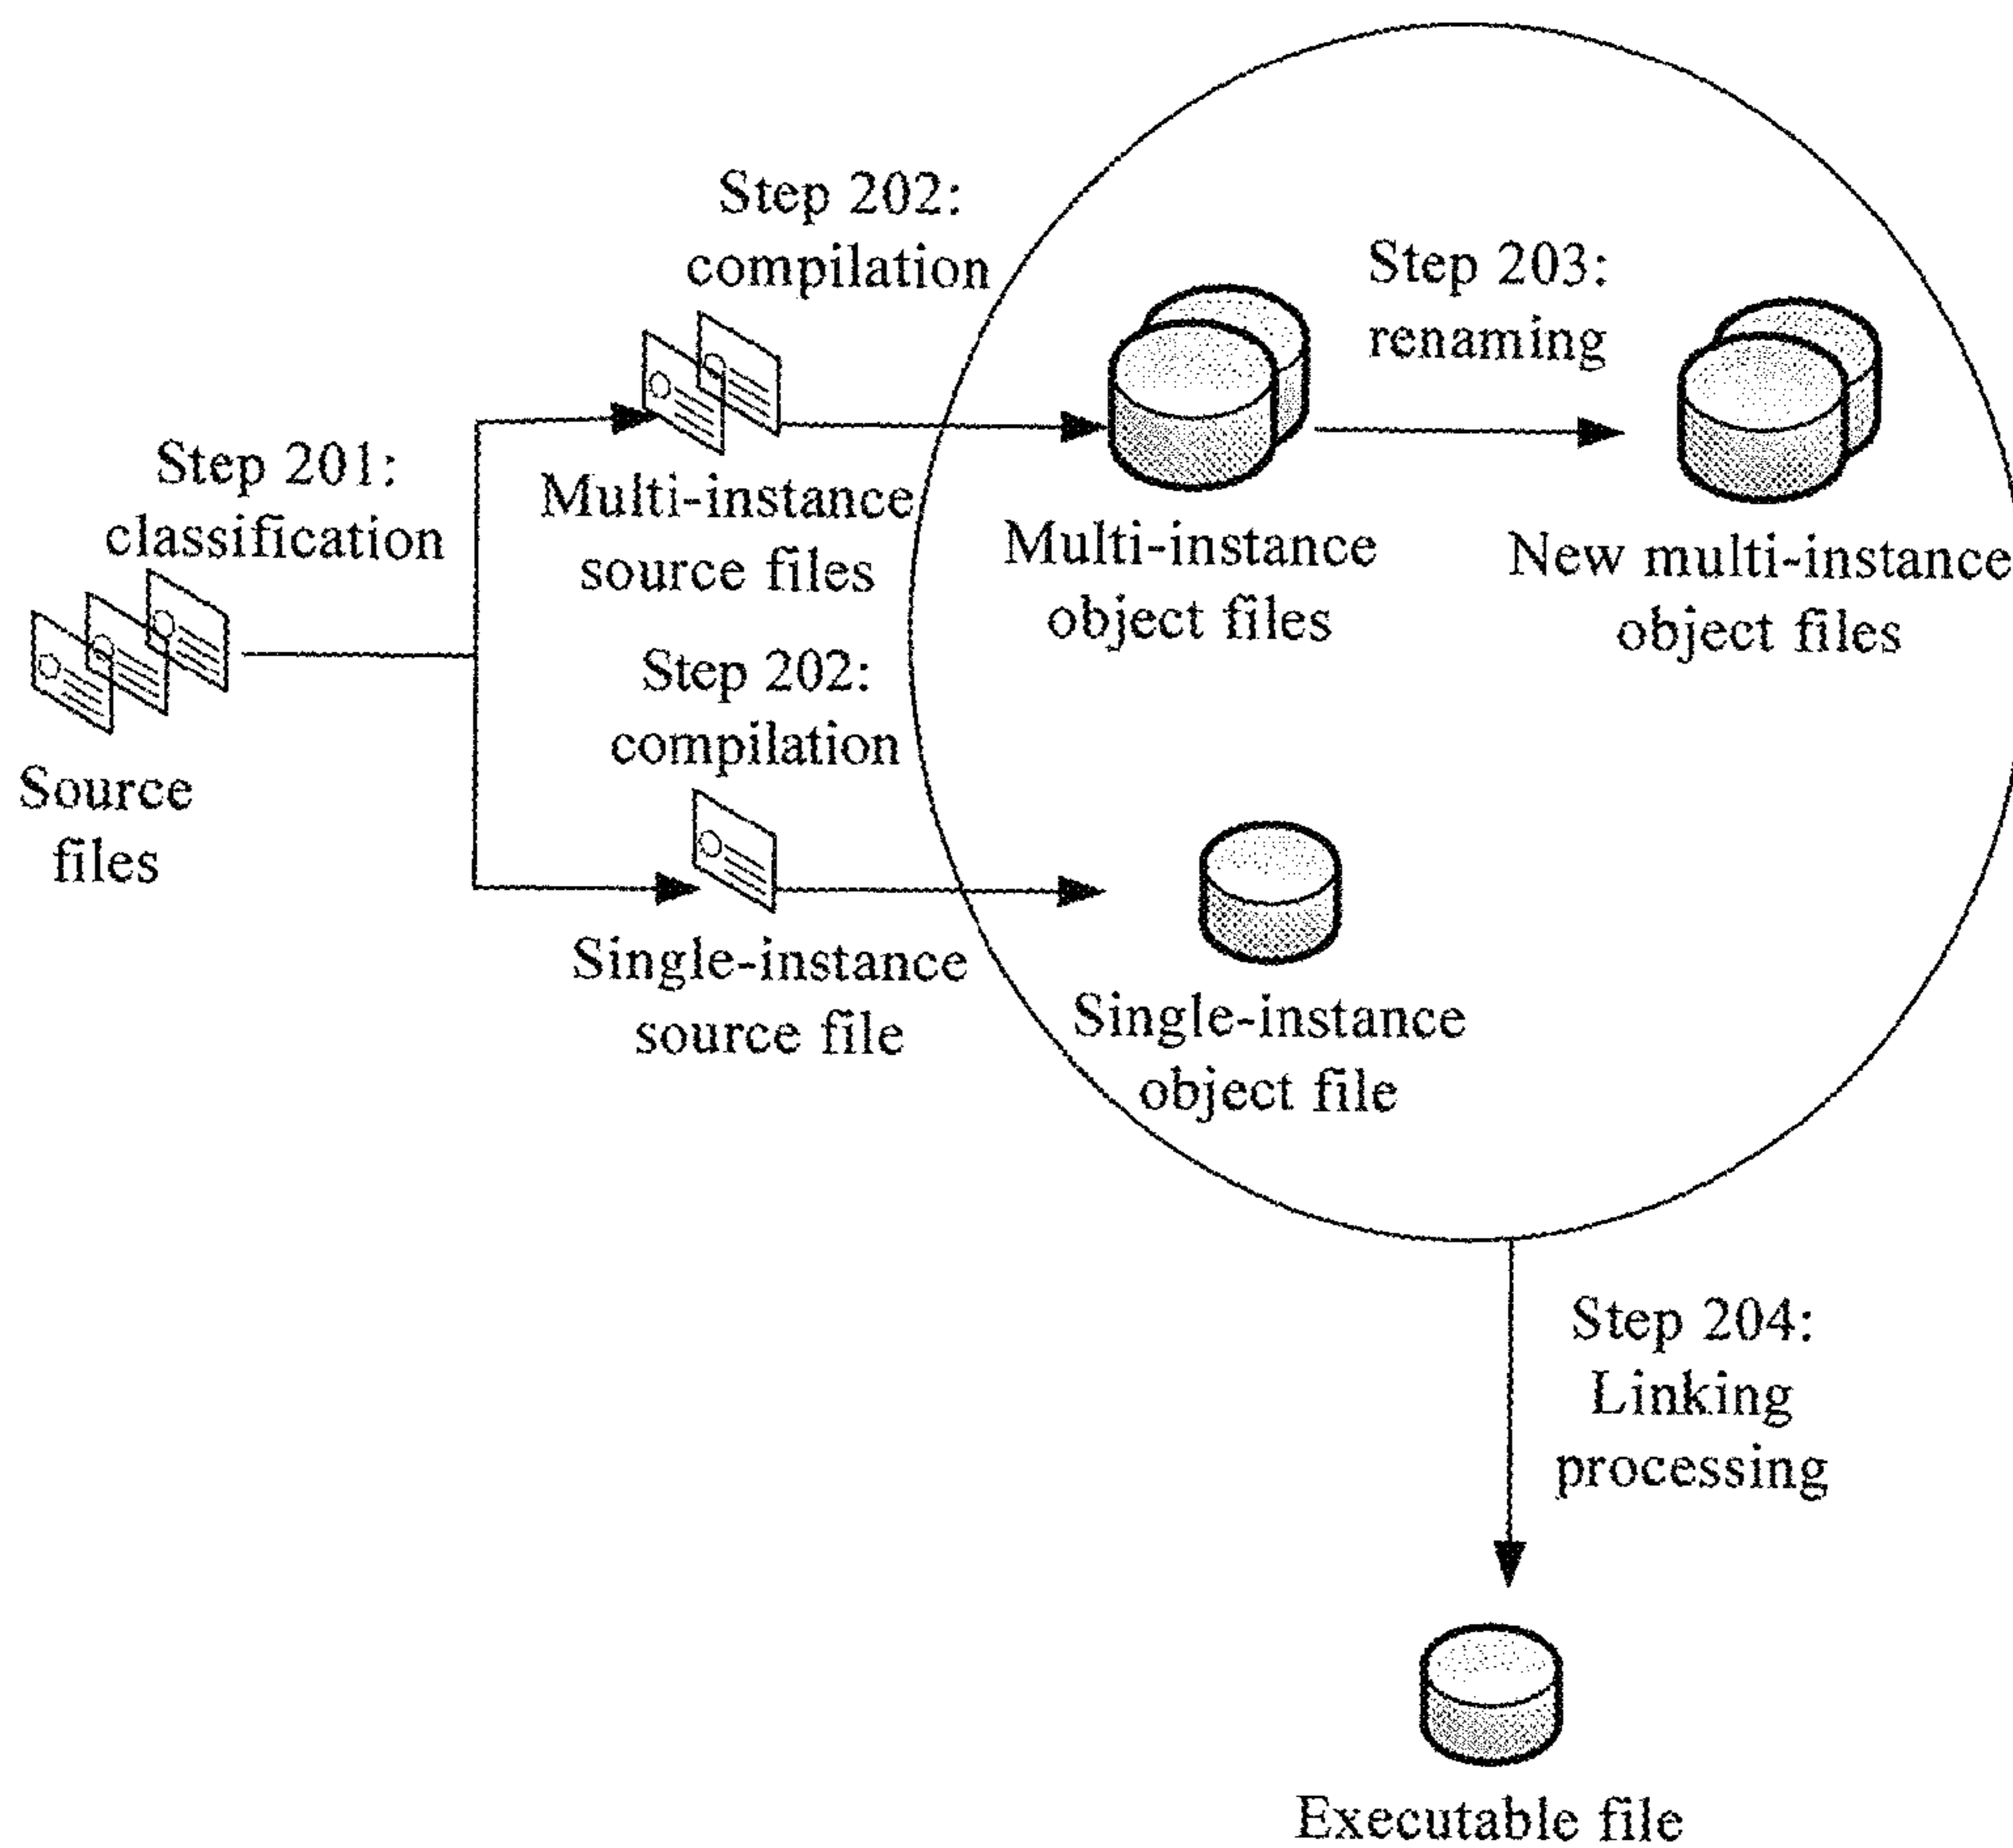 Step 201:
classification
Source
files
Step 202:
compilation
Multi-instance
source files
Step 202:
compilation
Single-instance
source file
Multi-instance
object files
Step 203:
renaming
New multi-instance
object files
Single-instance
object file
Step 204:
Linking
processing
Executable file